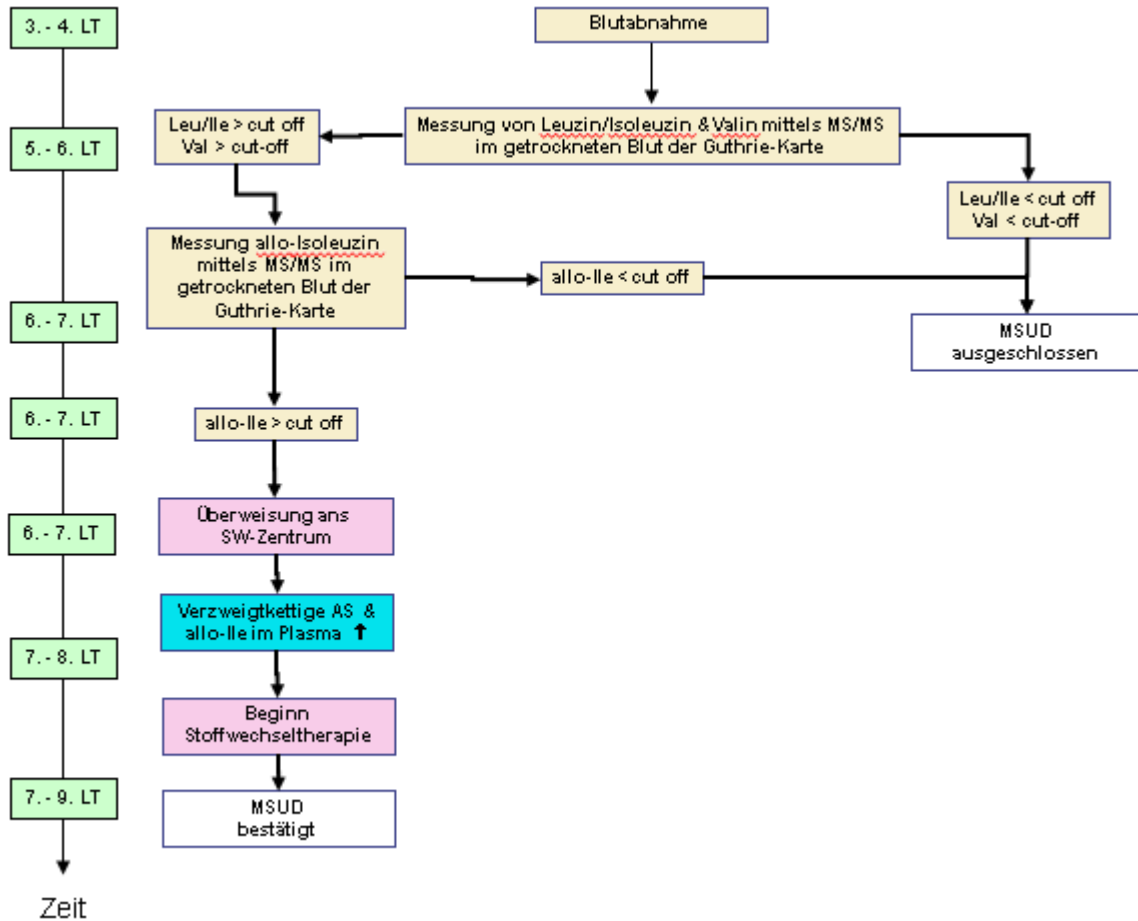 3.- 4. LT
Blutabnahme
Leu/Ile > cut off
Val > cut-off
Messung von Leuzin/Isoleuzin & Valin mittels MS/MS
im getrockneten Blut der Guthrie-Karte
5.- 6. LT
Leu/Ile < cut off
Val < cut-off
Messung allo-Isoleuzin
mittels MS/MS im
getrockneten Blut der
Guthrie-Karte
allo-Ile < cut off
6.- 7. LT
MSUD
ausgeschlossen
6.- 7. LT
allo-Ile > cut off
6.- 7. LT
Überweisung ans
SW-Zentrum
Verzweigtkettige AS &
allo-Ile im Plasma ↑
7.- 8. LT
Beginn
Stoffwechseltherapie
7.- 9. LT
MSUD
bestätigt
Zeit